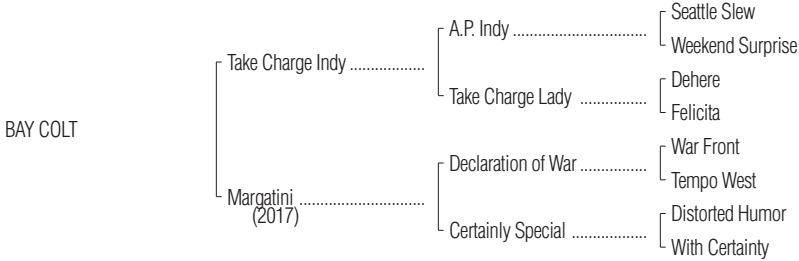 Seattle Slew
A.P. Indy ................................
Weekend Surprise
Take Charge Indy ..................
Dehere
Take Charge Lady ................
Felicita
BAY COLT
War Front
Declaration of War ................
Tempo West
Margatini ..............................
(2017)
Distorted Humor
Certainly Special ..................
With Certainty